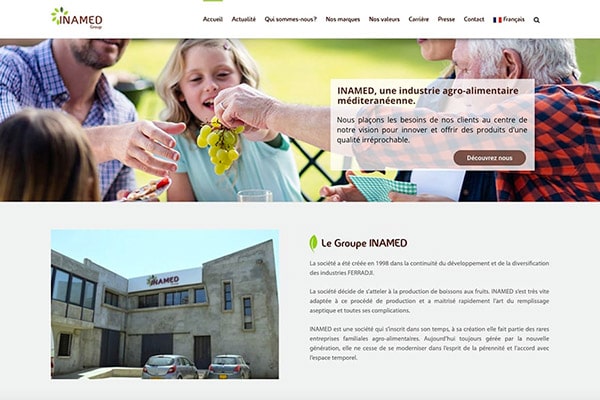 INAMED
Group
Accueil Actualité Qui sommes-nous? Nos marques Nos valeurs Carrière Presse Contact Français
INAMED, une industrie agro-alimentaire
méditeranéenne.
Nous plaçons les besoins de nos clients au centre de
notre vision pour innover et offrir des produits d'une
qualité irréprochable.
Découvrez nous
INAMED
Le Groupe INAMED
La société a été créée en 1998 dans la continuité du développement et de la diversification
des industries FERRADJI.
La société décide de s'atteler à la production de boissons aux fruits. INAMED s'est très vite
adaptée à ce procédé de production et a maitrisé rapidement l'art du remplissage
aseptique et toutes ses complications.
INAMED est une société qui s'inscrit dans son temps, à sa création elle fait partie des rares
entreprises familiales agro-alimentaires. Aujourd'hui toujours gérée par la nouvelle
génération, elle ne cesse de se moderniser dans l'esprit de la pérennité et l'accord avec
l'espace temporel.